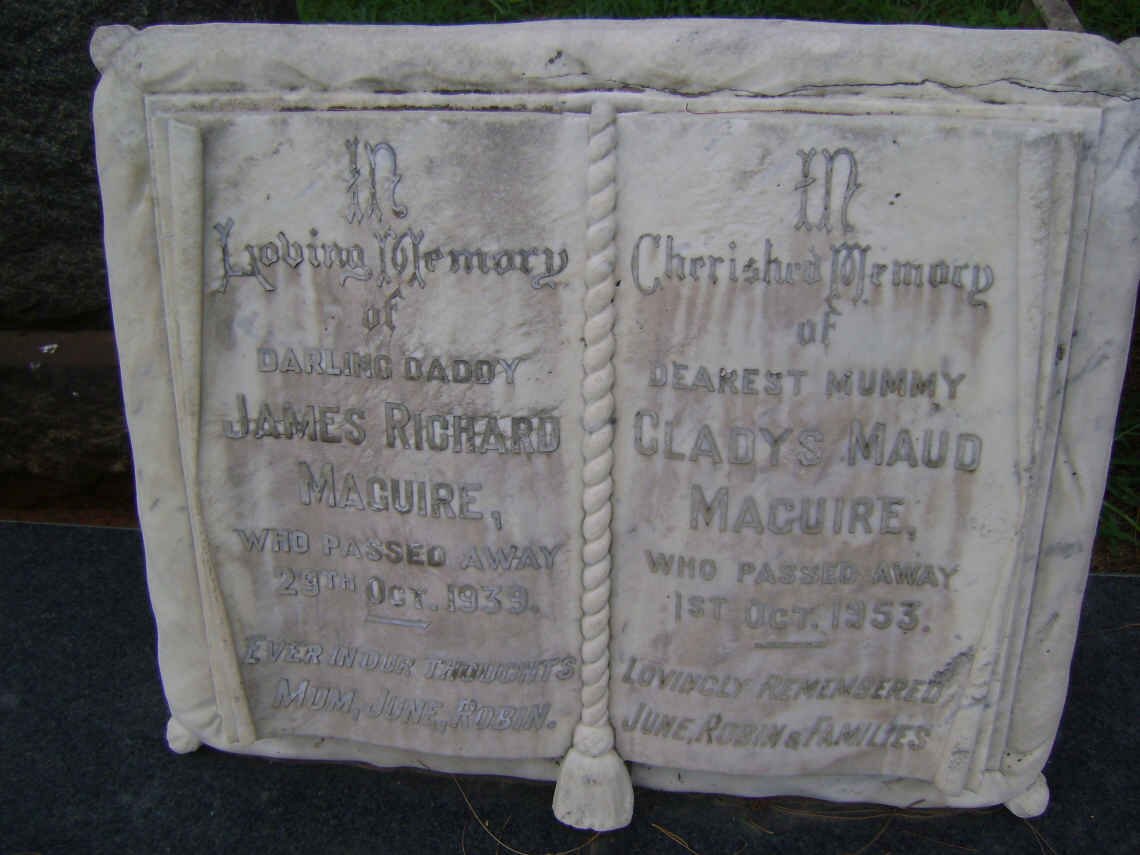 In
Loving Memory
of
DARLING DADDY
JAMES RICHARD
MAGUIRE,
WHO PASSED AWAY
29TH OCT. 1939.
EVER IN OUR THOUGHTS
MUM, JUNE, ROBIN.
In
Cherished Memory
of
DEAREST MUMMY
GLADYS MAUD
MAGUIRE,
WHO PASSED AWAY
1ST OCT. 1953.
LOVINGLY REMEMBERED
JUNE, ROBIN & FAMILIES